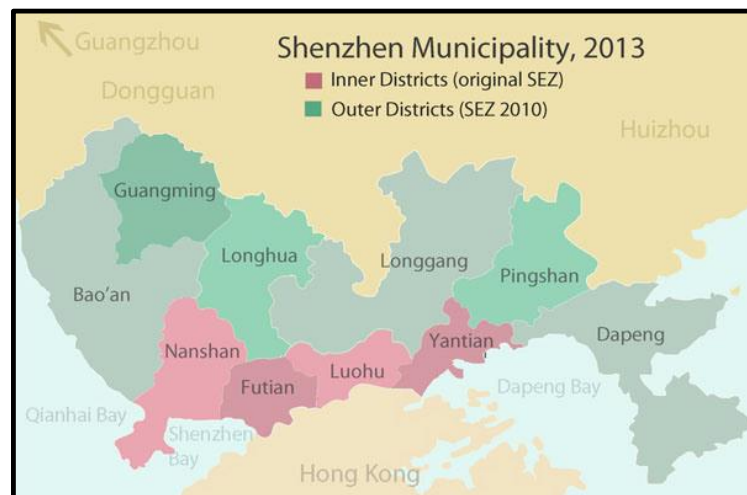 Guangzhou
Shenzhen Municipality, 2013
Inner Districts (original SEZ)
Dongguan
Outer Districts (SEZ 2010)
Huizhou
Guangming
Longhua
Longgang
Pingshan
Bao'an
Nanshan
Yantian
Dapeng
Luohu
Futian
Dapeng Bay
Qianhai Bay
Shenzhen
Bay
Hong Kong